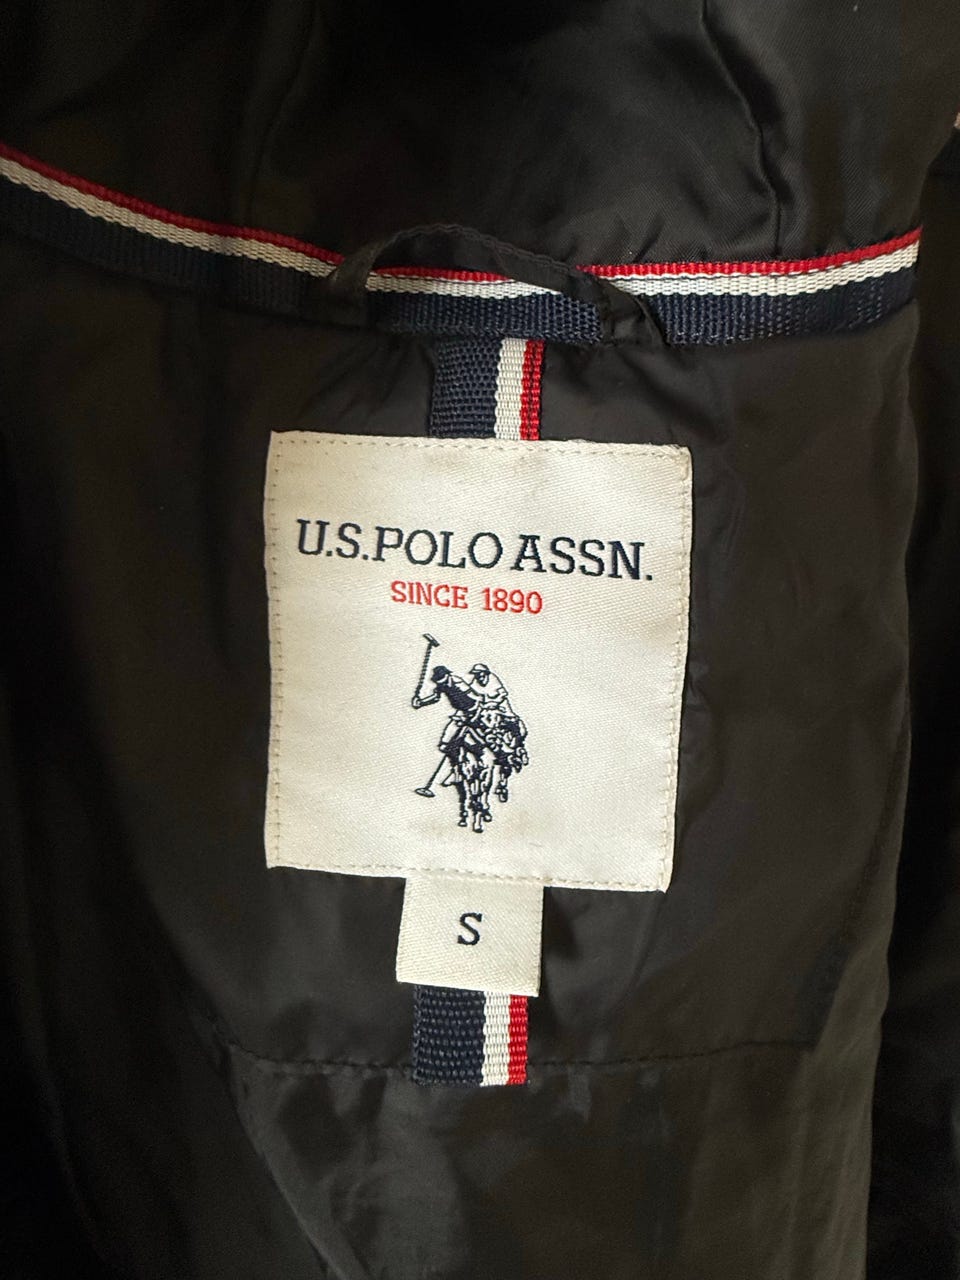 U.S. POLO ASSN.
SINCE 1890
S